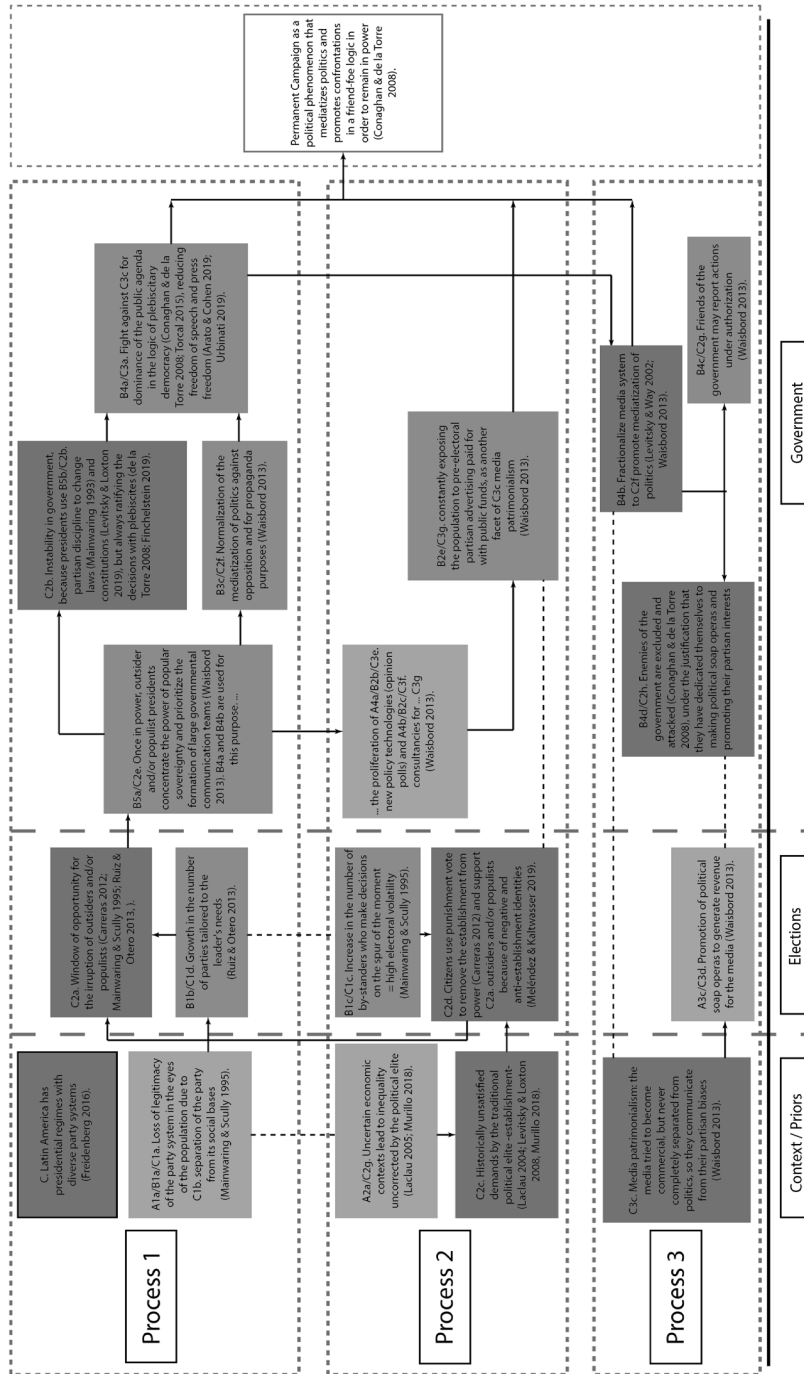 Process 1
C. Latin America has
presidential regimes with
diverse party systems
(Freidenberg 2016).
A1a/B1a/C1a. Loss of legitimacy
of the party system in the eyes
of the population due to
C1b. separation of the party
from its social bases
(Mainwaring & Scully 1995).
C2a. Window of opportunity for
the irruption of outsiders and/or
populists (Carreras 2012;
Mainwaring & Scully 1995; Ruiz &
Otero 2013, ).
B1b/C1d. Growth in the number
of parties tailored to the
leader's needs
(Ruiz & Otero 2013).
B5a/C2e. Once in power, outsider
and/or populist presidents
concentrate the power of popular
sovereignty and prioritize the
formation of large governmental
communication teams (Waisbord
2013). B4a and B4b are used for
this purpose. ...
C2b. Instability in government,
because presidents use B5b/C2b.
partisan discipline to change
laws (Mainwaring 1993) and
constitutions (Levitsky & Loxton
2019), but always ratifying the
decisions with plebiscites (de la
Torre 2008; Finchelstein 2019).
B3c/C2f. Normalization of the
mediatization of politics against
opposition and for propaganda
purposes (Waisbord 2013).
B4a/C3a. Fight against C3c for
dominance of the public agenda
in the logic of plebiscitary
democracy (Conaghan & de la
Torre 2008; Torcal 2015), reducing
freedom of speech and press
freedom (Arato & Cohen 2019;
Urbinati 2019).
Permanent Campaign as a
political phenomenon that
mediatizes politics and
promotes confrontations
in a friend-foe logic in
order to remain in power
(Conaghan & de la Torre
2008).
Process 2
A2a/C2g. Uncertain economic
contexts lead to inequality
uncorrected by the political elite
(Laclau 2005; Murillo 2018).
C2c. Historically unsatisfied
demands by the traditional
political elite -establishment-
(Laclau 2004; Levitsky & Loxton
2008, Murillo 2018).
B1c/C1c. Increase in the number of
by-standers who make decisions
on the spur of the moment
= high electoral volatility
(Mainwaring & Scully 1995).
C2d. Citizens use punishment vote
to remove the establishment from
power (Carreras 2012) and support
C2a. outsiders and/or populists
because of negative and
anti-establishment identities
(Meléndez & Kaltwasser 2019).
... the proliferation of A4a/B2b/C3e.
new policy technologies (opinion
polls) and A4b/B2c/C3f.
consultancies for ... C3g
(Waisbord 2013).
B2e/C3g. constantly exposing
the population to pre-electoral
partisan advertising paid for
with public funds, as another
facet of C3c media
patrimonialism
(Waisbord 2013).
Process 3
C3c. Media patrimonialism: the
media tried to become
commercial, but never
completely separated from
politics, so they communicate
from their partisan biases
(Waisbord 2013).
A3c/C3d. Promotion of political
soap operas to generate revenue
for the media (Waisbord 2013).
B4d/C2h. Enemies of the
government are excluded and
attacked (Conaghan & de la Torre
2008), under the justification that
they have dedicated themselves to
making political soap operas and
promoting their partisan interests
B4b. Fractionalize media system
to C2f promote mediatization of
politics (Levitsky & Way 2002;
Waisbord 2013).
B4c/C2g. Friends of the
government may report actions
under authorization
(Waisbord 2013).
Context / Priors
Elections
Government